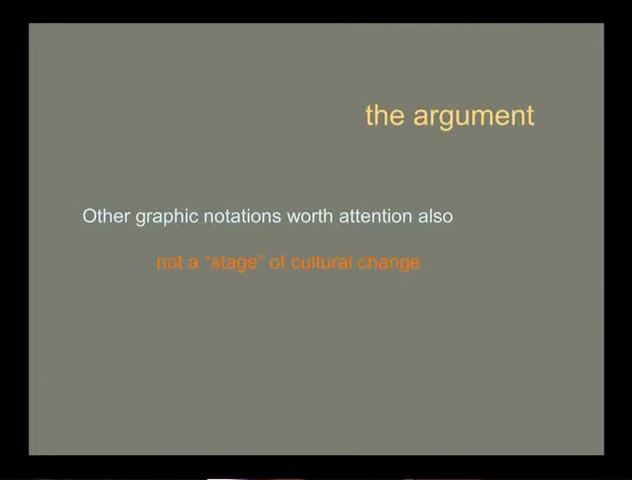 the argument
Other graphic notations worth attention also
not a “stage” of cultural change